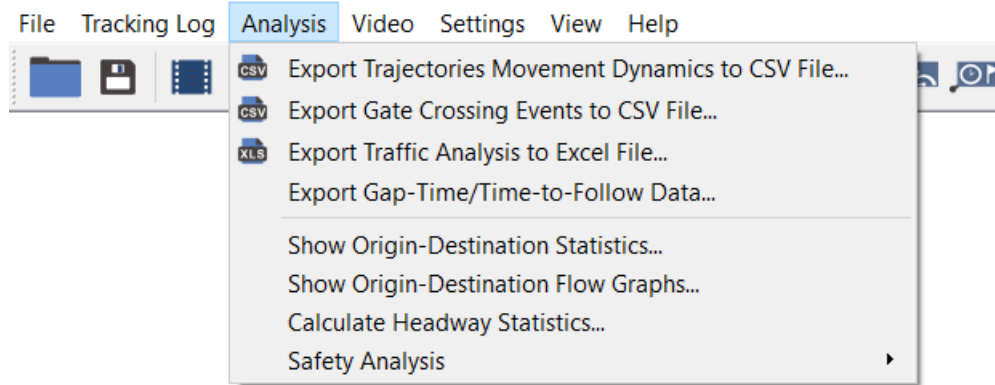 File Tracking Log Analysis Video Settings View Help
CSV Export Trajectories Movement Dynamics to CSV File...
CSV Export Gate Crossing Events to CSV File...
XLS Export Traffic Analysis to Excel File...
Export Gap-Time/Time-to-Follow Data...
Show Origin-Destination Statistics...
Show Origin-Destination Flow Graphs...
Calculate Headway Statistics...
Safety Analysis